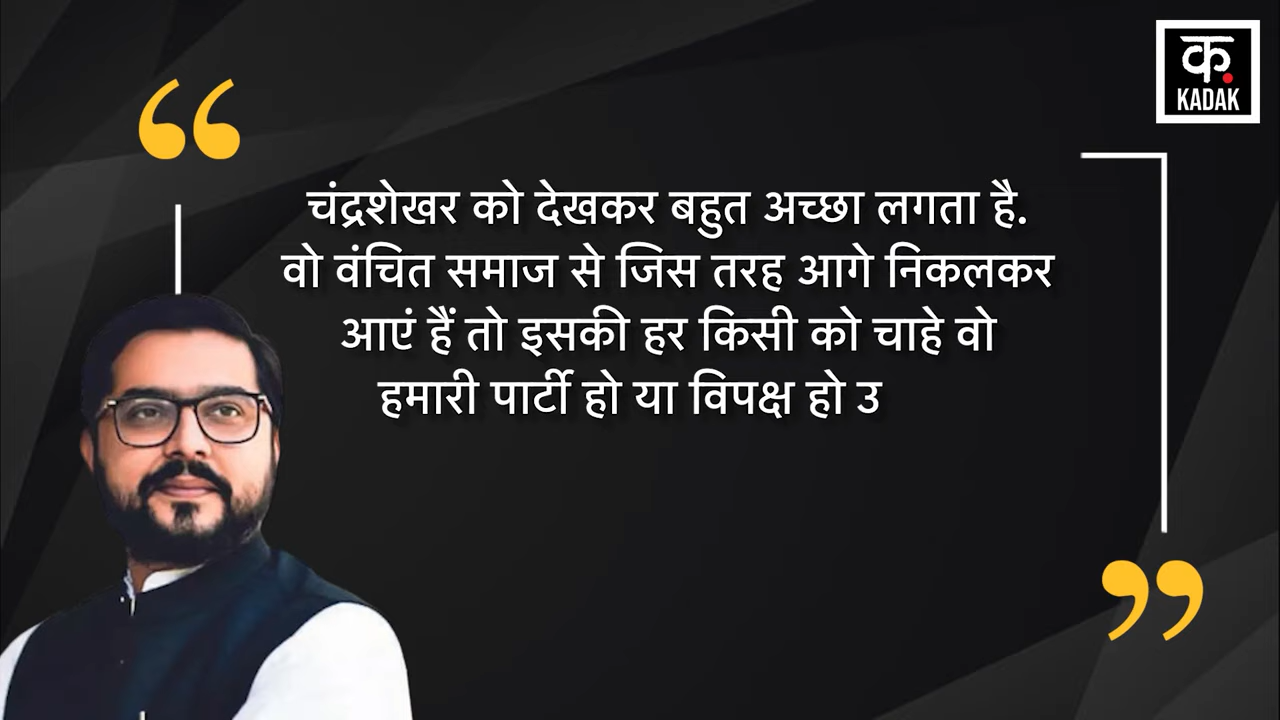 क.
KADAK
चंद्रशेखर को देखकर बहुत अच्छा लगता है.
वो वंचित समाज से जिस तरह आगे निकलकर
आएं हैं तो इसकी हर किसी को चाहे वो
हमारी पार्टी हो या विपक्ष हो उ